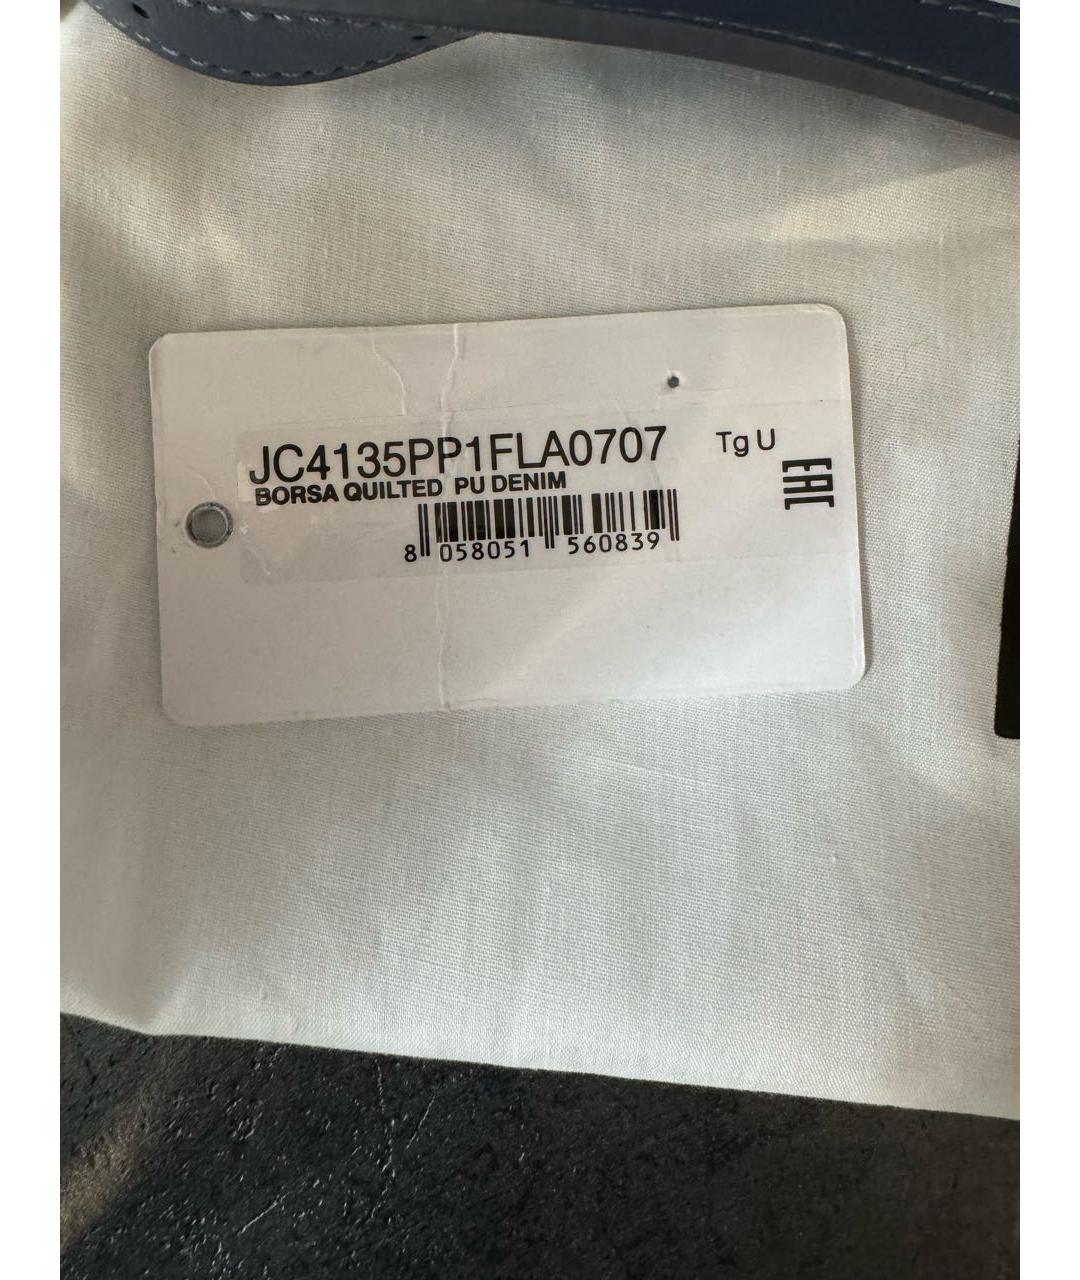 JC4135PP1FLA0707 Tg U
BORSA QUILTED PU DENIM
EAC
8 058051 560839